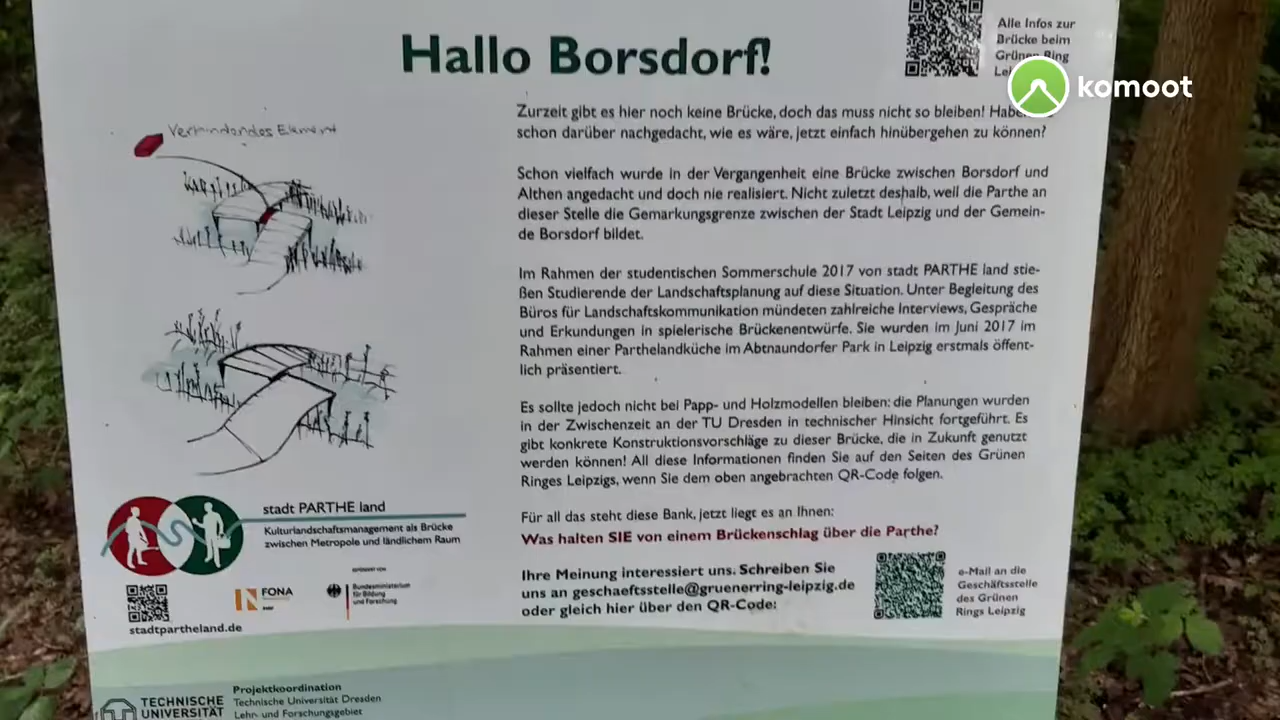 Hallo Borsdorf!
Alle Infos zur
Brücke beim
Grünen Ring
komoot
Verbindendes Element
Zurzeit gibt es hier noch keine Brücke, doch das muss nicht so bleiben!
schon darüber nachgedacht, wie es wäre, jetzt einfach hinübergehen zu können?
Schon vielfach wurde in der Vergangenheit eine Brücke zwischen Borsdorf und
Althen angedacht und doch nie realisiert. Nicht zuletzt deshalb, weil die Parthe an
dieser Stelle die Gemarkungsgrenze zwischen der Stadt Leipzig und der Gemein-
de Borsdorf bildet.
Im Rahmen der studentischen Sommerschule 2017 von stadt PARTHE land stie-
ßen Studierende der Landschaftsplanung auf diese Situation. Unter Begleitung des
Büros für Landschaftskommunikation mündeten zahlreiche Interviews, Gespräche
und Erkundungen in spielerische Brückenentwürfe. Sie wurden im Juni 2017 im
Rahmen einer Parthelandküche im Abtnaundorfer Park in Leipzig erstmals öffent-
lich präsentiert.
Es sollte jedoch nicht bei Papp- und Holzmodellen bleiben: die Planungen wurden
in der Zwischenzeit an der TU Dresden in technischer Hinsicht fortgeführt. Es
gibt konkrete Konstruktionsvorschläge zu dieser Brücke, die in Zukunft genutzt
werden können! All diese Informationen finden Sie auf den Seiten des Grünen
Ringes Leipzigs, wenn Sie dem oben angebrachten QR-Code folgen.
Für all das steht diese Bank, jetzt liegt es an Ihnen:
Was halten SIE von einem Brückenschlag über die Parthe?
Ihre Meinung interessiert uns. Schreiben Sie
uns an geschaeftsstelle@gruenerring-leipzig.de
oder gleich hier über den QR-Code:
e-Mail an die
Geschäftsstelle
des Grünen
Rings Leipzig
stadt PARTHE land
Kulturlandschaftsmanagement als Brücke
zwischen Metropole und ländlichem Raum
FONA
Bundesministerium
für Bildung
und Forschung
stadtpartheland.de
TECHNISCHE
UNIVERSITÄT
Projektkoordination
Technische Universität Dresden
Lehr- und Forschungsgebiet